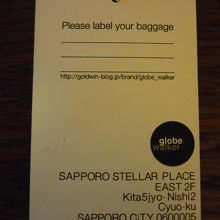 Please label your baggage
http://goldwin-blog.jp/brand/globe_walker
globe
walker
SAPPORO STELLAR PLACE
EAST 2F
Kita5jyo·Nishi2
Cyuo·ku
SAPPORO CITY 0600005